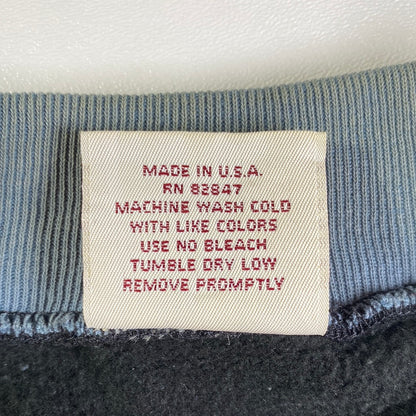 MADE IN U.S.A.
RN 82847
MACHINE WASH COLD
WITH LIKE COLORS
USE NO BLEACH
TUMBLE DRY LOW
REMOVE PROMPTLY